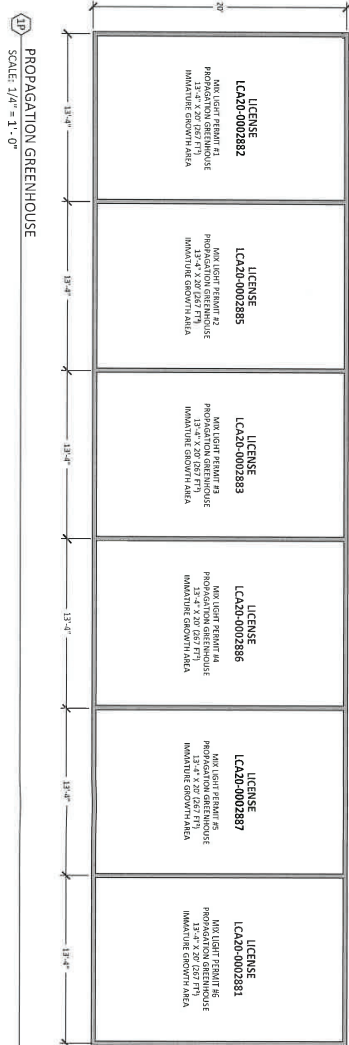 20'
LICENSE
LCA20-0002882
MIX LIGHT PERMIT #1
PROPAGATION GREENHOUSE
13'-4" X 20' (267 FT²)
IMMATURE GROWTH AREA
LICENSE
LCA20-0002885
MIX LIGHT PERMIT #2
PROPAGATION GREENHOUSE
13'-4" X 20' (267 FT²)
IMMATURE GROWTH AREA
LICENSE
LCA20-0002883
MIX LIGHT PERMIT #3
PROPAGATION GREENHOUSE
13'-4" X 20' (267 FT²)
IMMATURE GROWTH AREA
LICENSE
LCA20-0002886
MIX LIGHT PERMIT #4
PROPAGATION GREENHOUSE
13'-4" X 20' (267 FT²)
IMMATURE GROWTH AREA
LICENSE
LCA20-0002887
MIX LIGHT PERMIT #5
PROPAGATION GREENHOUSE
13'-4" X 20' (267 FT²)
IMMATURE GROWTH AREA
LICENSE
LCA20-0002881
MIX LIGHT PERMIT #6
PROPAGATION GREENHOUSE
13'-4" X 20' (267 FT²)
IMMATURE GROWTH AREA
13'-4"
13'-4"
13'-4"
13'-4"
13'-4"
13'-4"
1P PROPAGATION GREENHOUSE
SCALE: 1/4" = 1'-0"